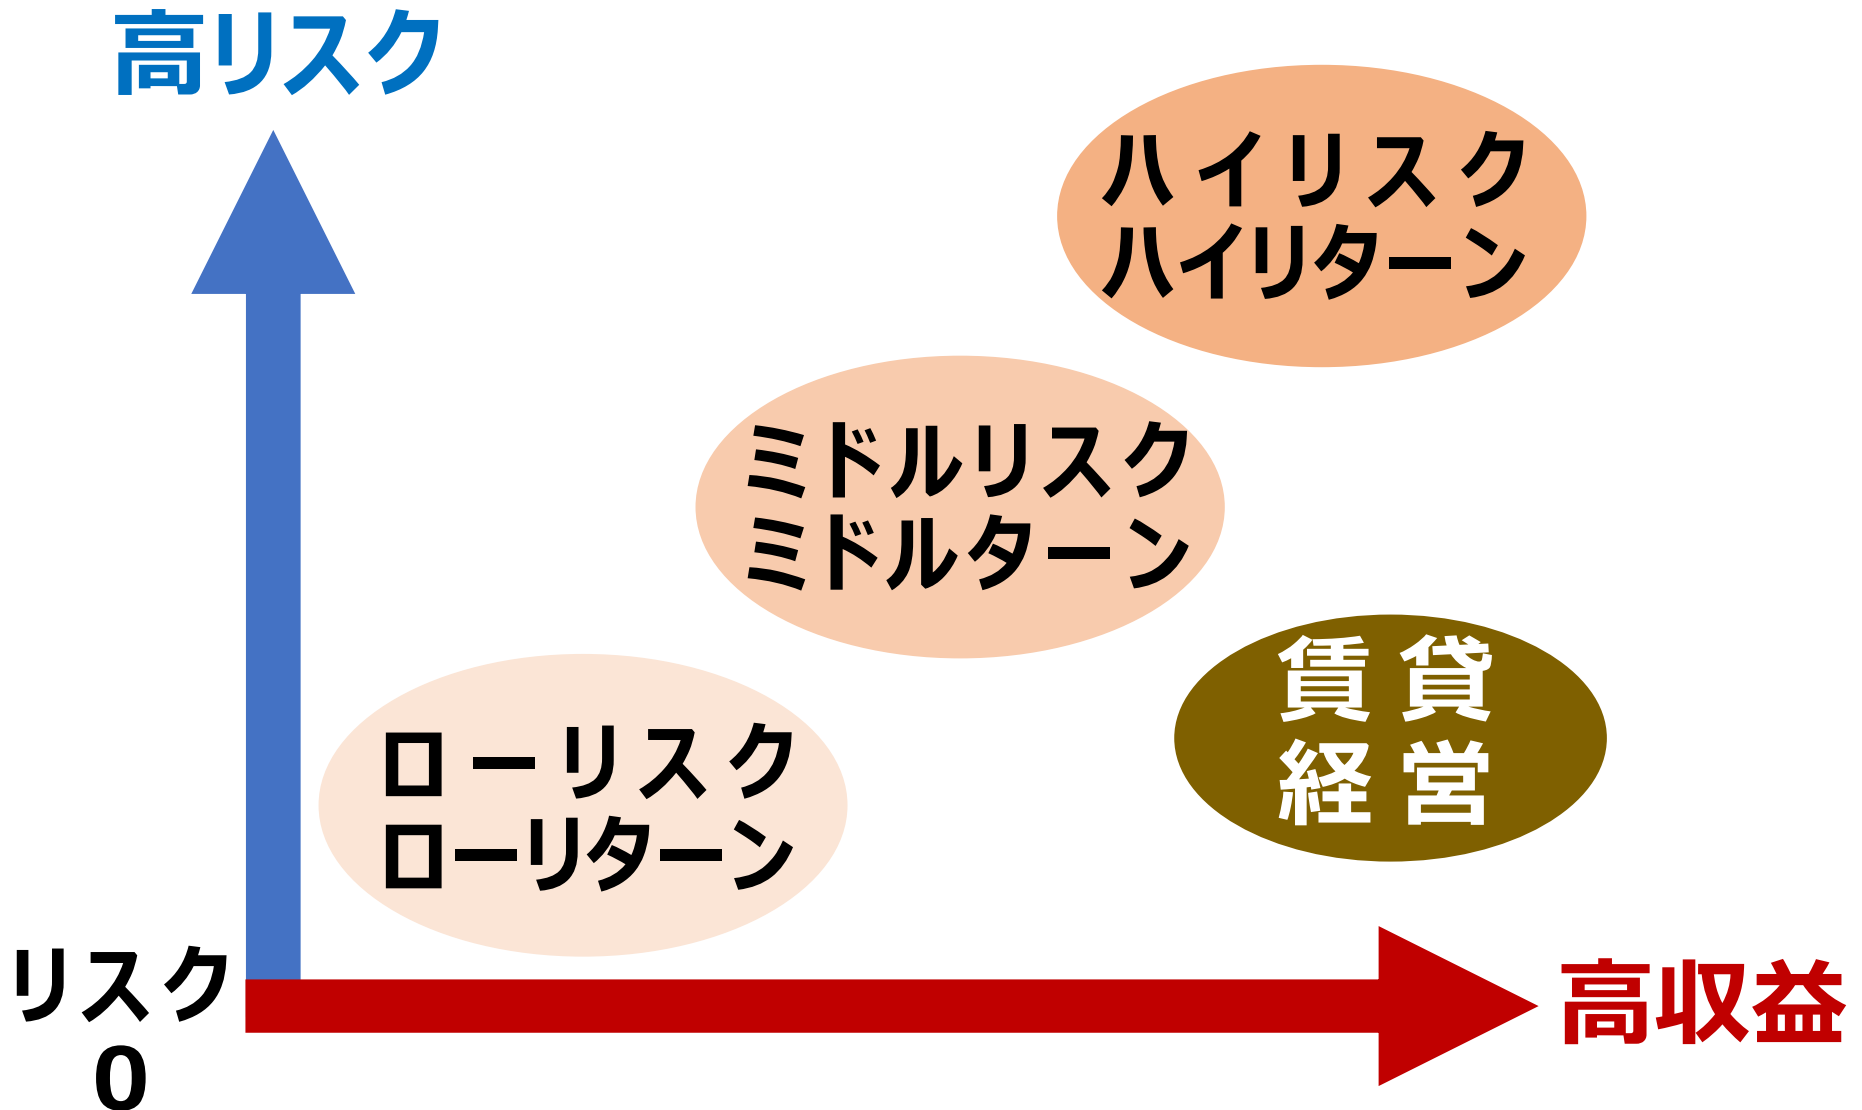 高リスク
ハイリスク
ハイリターン
ミドルリスク
ミドルターン
賃貸
経営
ローリスク
ローリターン
リスク
0
高収益